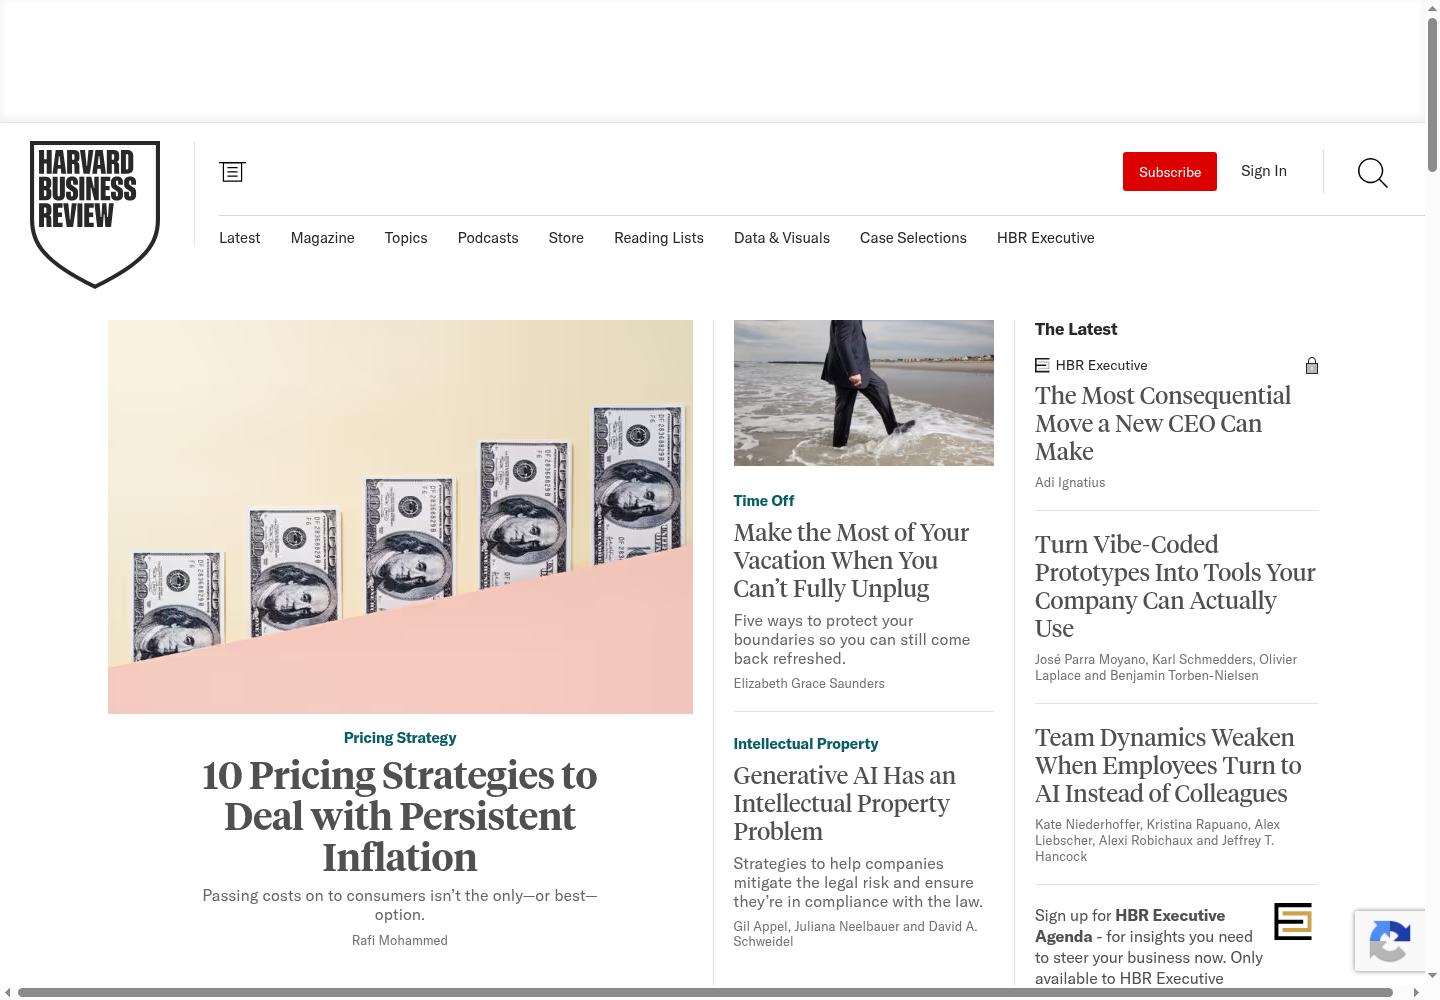 HARVARD
BUSINESS
REVIEW
Subscribe
Sign In
Latest
Magazine
Topics
Podcasts
Store
Reading Lists
Data & Visuals
Case Selections
HBR Executive
Pricing Strategy
10 Pricing Strategies to
Deal with Persistent
Inflation
Passing costs on to consumers isn’t the only—or best—
option.
Rafi Mohammed
Time Off
Make the Most of Your
Vacation When You
Can’t Fully Unplug
Five ways to protect your
boundaries so you can still come
back refreshed.
Elizabeth Grace Saunders
Intellectual Property
Generative AI Has an
Intellectual Property
Problem
Strategies to help companies
mitigate the legal risk and ensure
they’re in compliance with the law.
Gil Appel, Juliana Neelbauer and David A.
Schweidel
The Latest
HBR Executive
The Most Consequential
Move a New CEO Can
Make
Adi Ignatius
Turn Vibe-Coded
Prototypes Into Tools Your
Company Can Actually
Use
José Parra Moyano, Karl Schmedders, Olivier
Laplace and Benjamin Torben-Nielsen
Team Dynamics Weaken
When Employees Turn to
AI Instead of Colleagues
Kate Niederhoffer, Kristina Rapuano, Alex
Liebscher, Alexi Robichaux and Jeffrey T.
Hancock
Sign up for HBR Executive
Agenda - for insights you need
to steer your business now. Only
available to HBR Executive